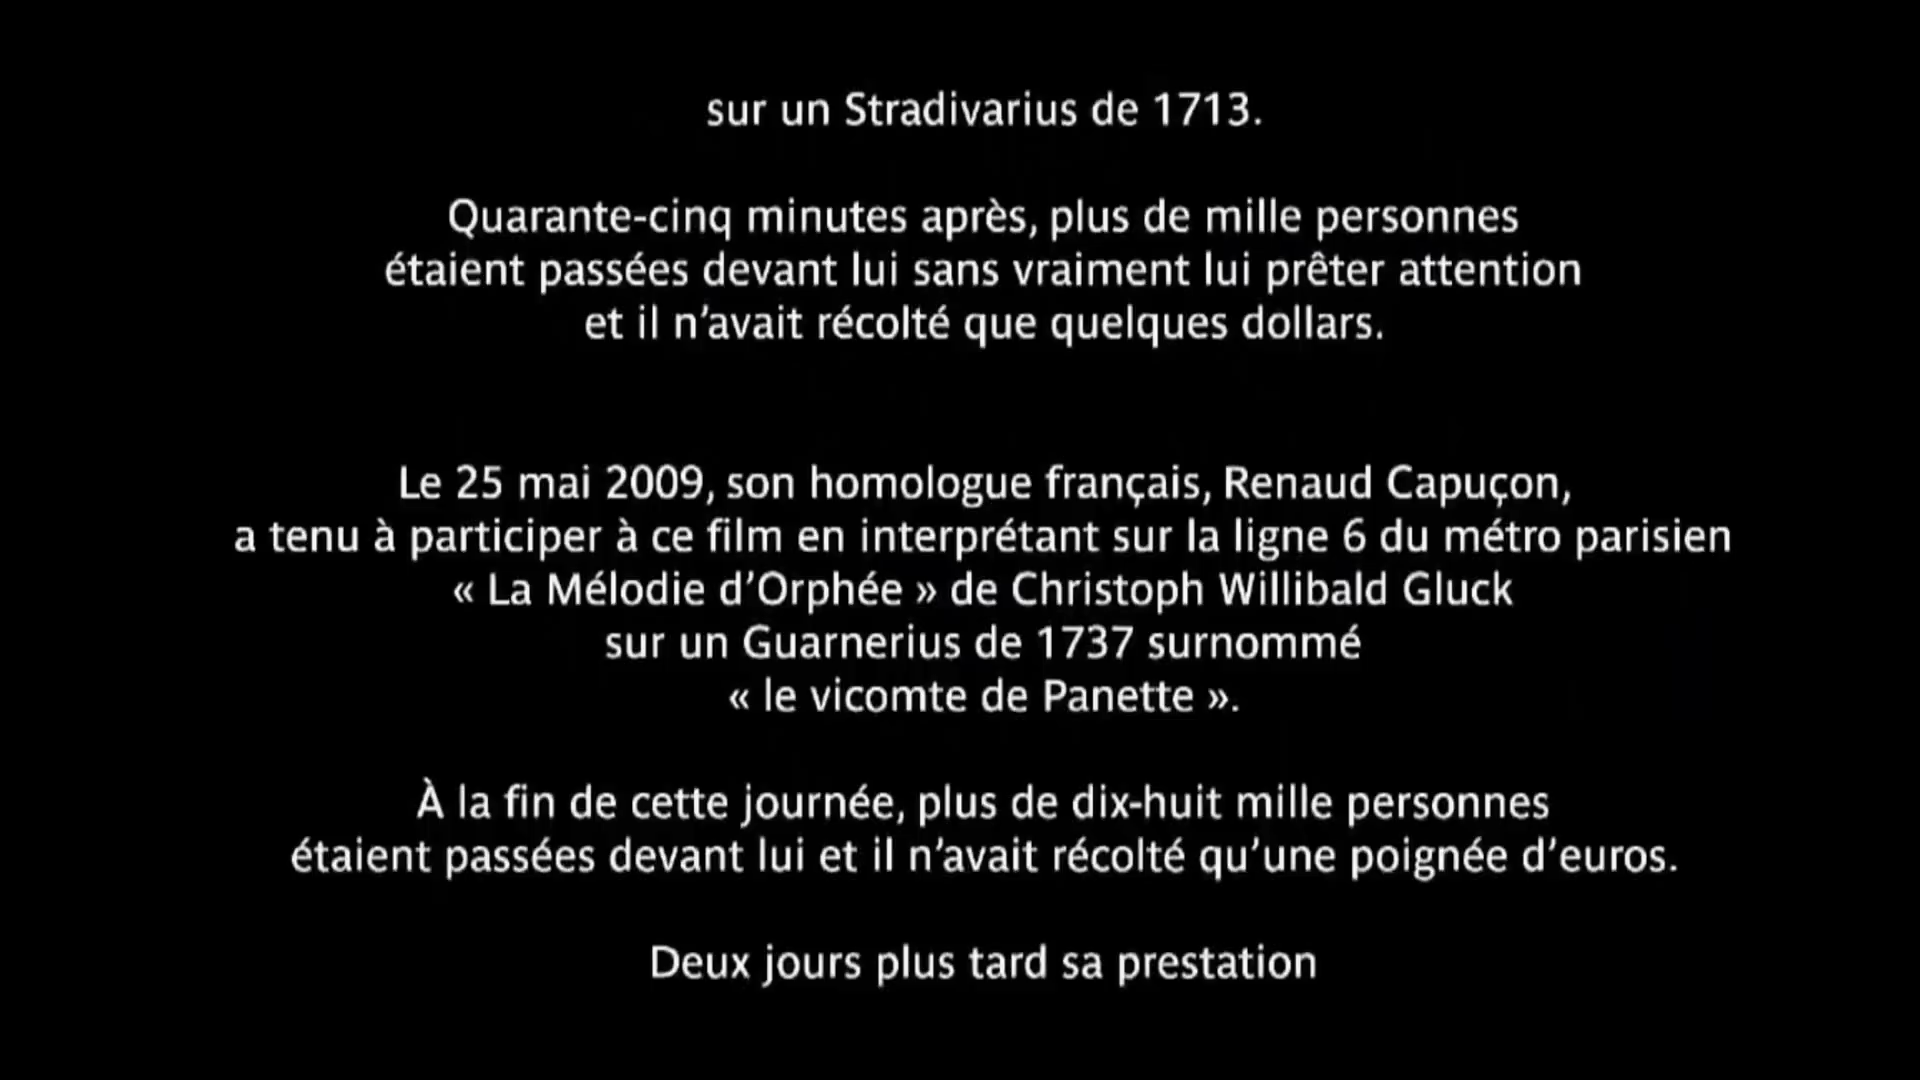 sur un Stradivarius de 1713.
Quarante-cinq minutes après, plus de mille personnes
étaient passées devant lui sans vraiment lui prêter attention
et il n’avait récolté que quelques dollars.
Le 25 mai 2009, son homologue français, Renaud Capuçon,
a tenu à participer à ce film en interprétant sur la ligne 6 du métro parisien
« La Mélodie d’Orphée » de Christoph Willibald Gluck
sur un Guarnerius de 1737 surnommé
« le vicomte de Panette ».
À la fin de cette journée, plus de dix-huit mille personnes
étaient passées devant lui et il n’avait récolté qu’une poignée d’euros.
Deux jours plus tard sa prestation